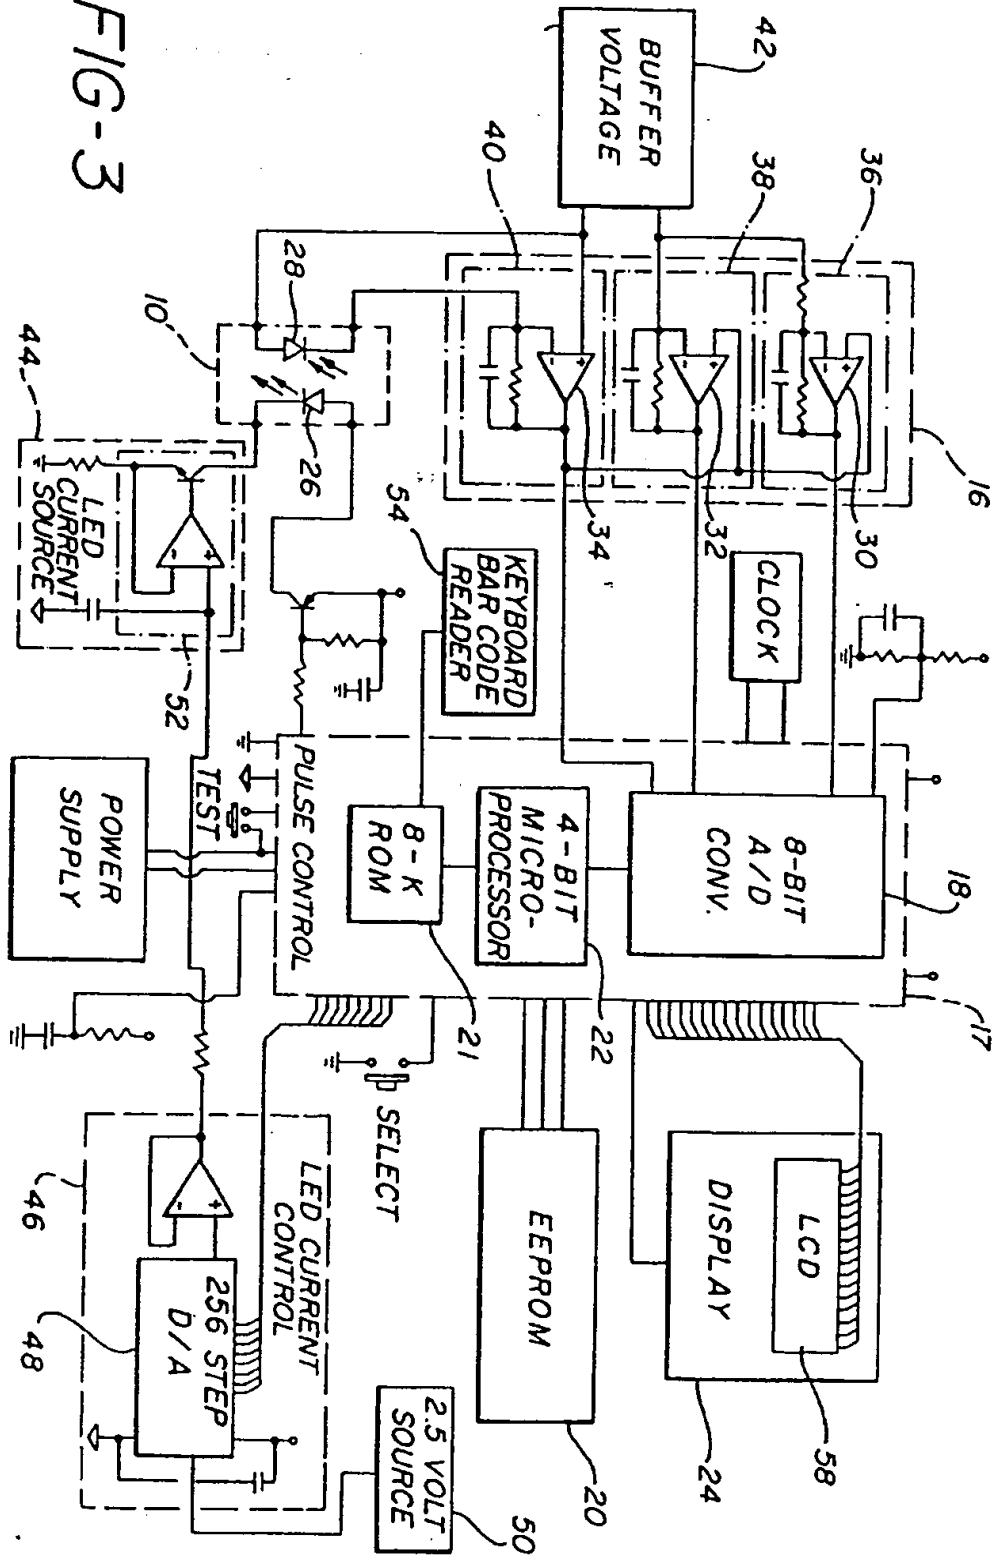 42
BUFFER
VOLTAGE
40
38
36
16
+
-
30
+
-
32
+
-
34
28
10
26
44
LED
CURRENT
SOURCE
+
-
52
54
KEYBOARD
BAR CODE
READER
CLOCK
8-BIT
A/D
CONV.
18
17
4-BIT
MICRO-
PROCESSOR
22
8-K
ROM
21
PULSE CONTROL
TEST
POWER
SUPPLY
SELECT
EEPROM
20
DISPLAY
LCD
58
24
LED CURRENT
CONTROL
46
+
-
256 STEP
D/A
48
2.5 VOLT
SOURCE
50
FIG-3